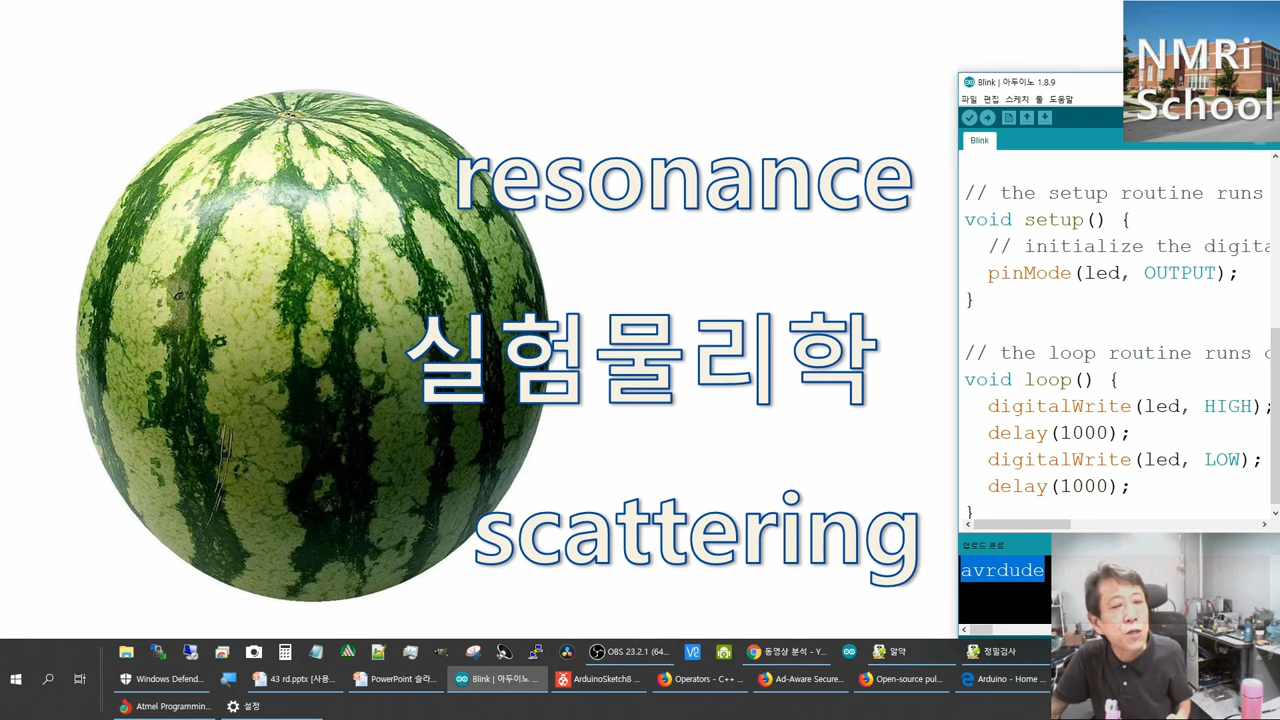 resonance
실험물리학
scattering
NMRi
School
Blink | 아두이노 1.8.9
파일 편집 스케치 툴 도움말
Blink
// the setup routine runs
void setup() {
// initialize the digita
pinMode(led, OUTPUT);
}
// the loop routine runs
void loop() {
digitalWrite(led, HIGH);
delay(1000);
digitalWrite(led, LOW);
delay(1000);
}
업로드 완료.
avrdude
OBS 23.2.1 (64...
동영상 분석 - Y...
알약
정밀검사
Windows Defend...
43 rd.pptx [사용...
PowerPoint 슬라...
Blink | 아두이노 ...
ArduinoSketch8 ...
Operators - C++ ...
Ad-Aware Secure...
Open-source pul...
Arduino - Home ...
Atmel Programmin...
설정